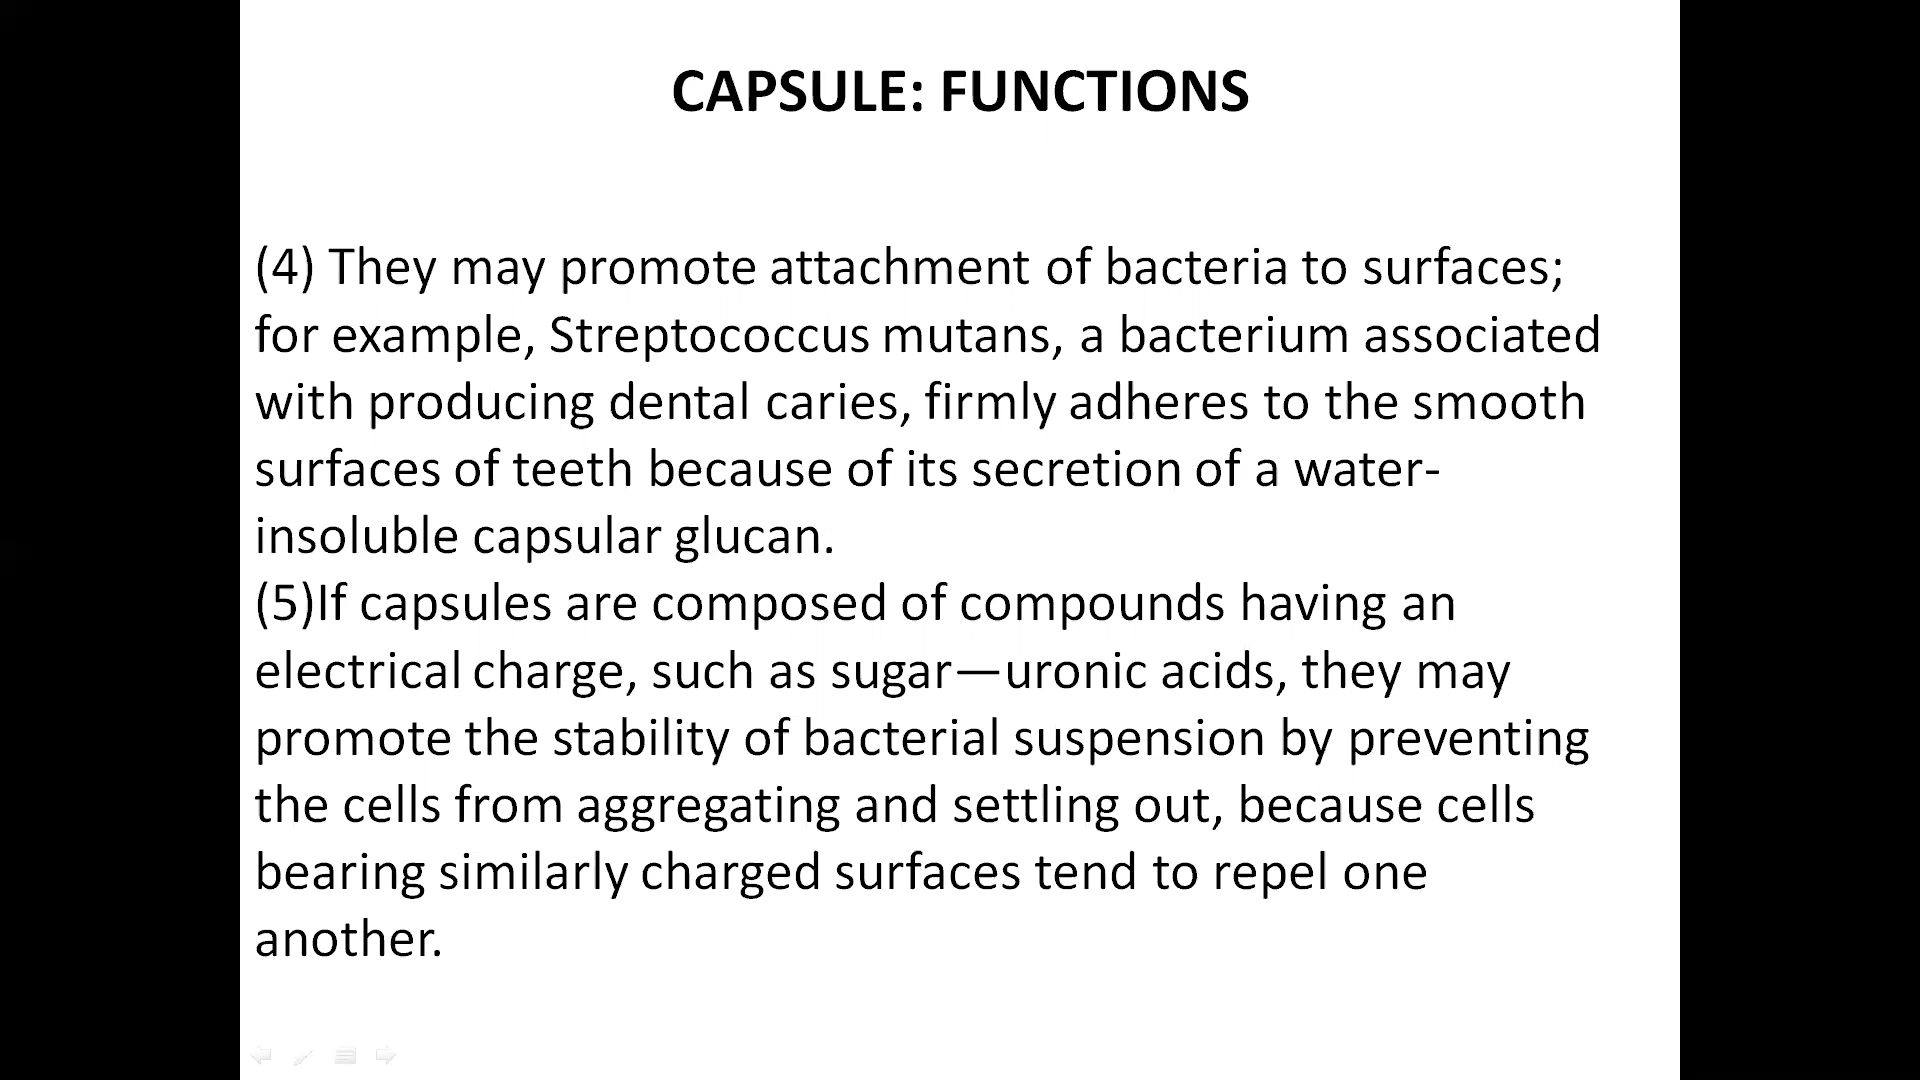 CAPSULE: FUNCTIONS
(4) They may promote attachment of bacteria to surfaces;
for example, Streptococcus mutans, a bacterium associated
with producing dental caries, firmly adheres to the smooth
surfaces of teeth because of its secretion of a water-
insoluble capsular glucan.
(5)If capsules are composed of compounds having an
electrical charge, such as sugar—uronic acids, they may
promote the stability of bacterial suspension by preventing
the cells from aggregating and settling out, because cells
bearing similarly charged surfaces tend to repel one
another.